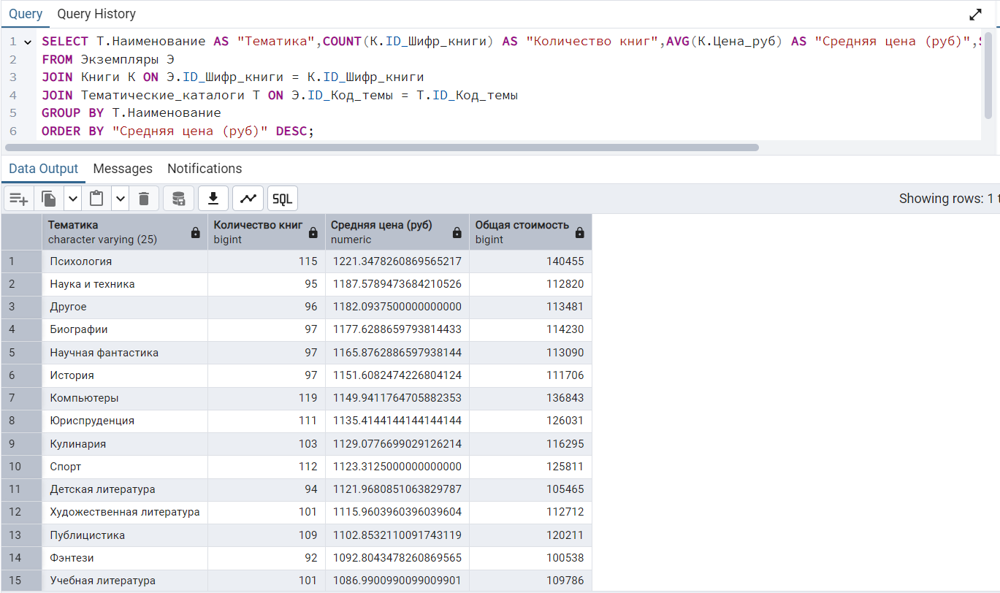 Query Query History
1 SELECT Т.Наименование AS "Тематика",COUNT(К.ID_Шифр_книги) AS "Количество книг",AVG(К.Цена_руб) AS "Средняя цена (руб)",S
2 FROM Экземпляры Э
3 JOIN Книги К ON Э.ID_Шифр_книги = К.ID_Шифр_книги
4 JOIN Тематические_каталоги Т ON Э.ID_Код_темы = Т.ID_Код_темы
5 GROUP BY Т.Наименование
6 ORDER BY "Средняя цена (руб)" DESC;
Data Output Messages Notifications
SQL Showing rows: 1 t
Тематика Количество книг Средняя цена (руб) Общая стоимость
character varying (25) bigint numeric bigint
1 Психология 115 1221.3478260869565217 140455
2 Наука и техника 95 1187.5789473684210526 112820
3 Другое 96 1182.0937500000000000 113481
4 Биографии 97 1177.6288659793814433 114230
5 Научная фантастика 97 1165.8762886597938144 113090
6 История 97 1151.6082474226804124 111706
7 Компьютеры 119 1149.9411764705882353 136843
8 Юриспруденция 111 1135.4144144144144144 126031
9 Кулинария 103 1129.0776699029126214 116295
10 Спорт 112 1123.3125000000000000 125811
11 Детская литература 94 1121.9680851063829787 105465
12 Художественная литература 101 1115.9603960396039604 112712
13 Публицистика 109 1102.8532110091743119 120211
14 Фэнтези 92 1092.8043478260869565 100538
15 Учебная литература 101 1086.9900990099009901 109786